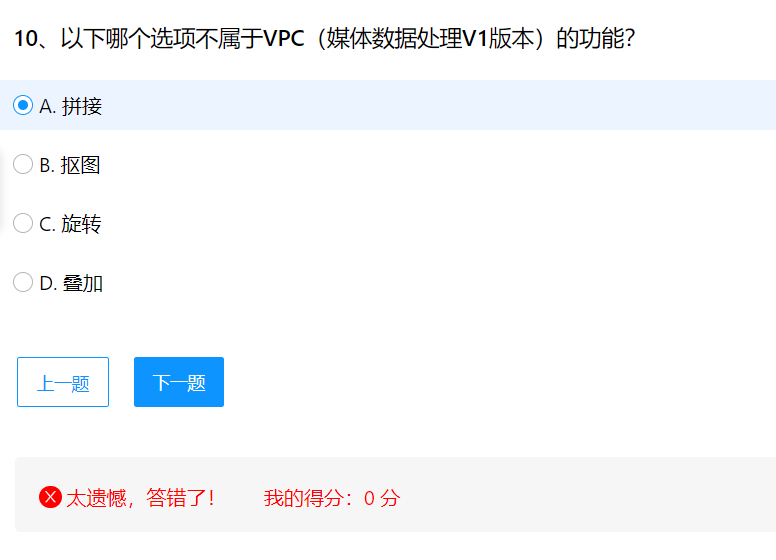 10、以下哪个选项不属于VPC（媒体数据处理V1版本）的功能？
A. 拼接
B. 抠图
C. 旋转
D. 叠加
上一题 下一题
太遗憾，答错了！ 我的得分：0 分